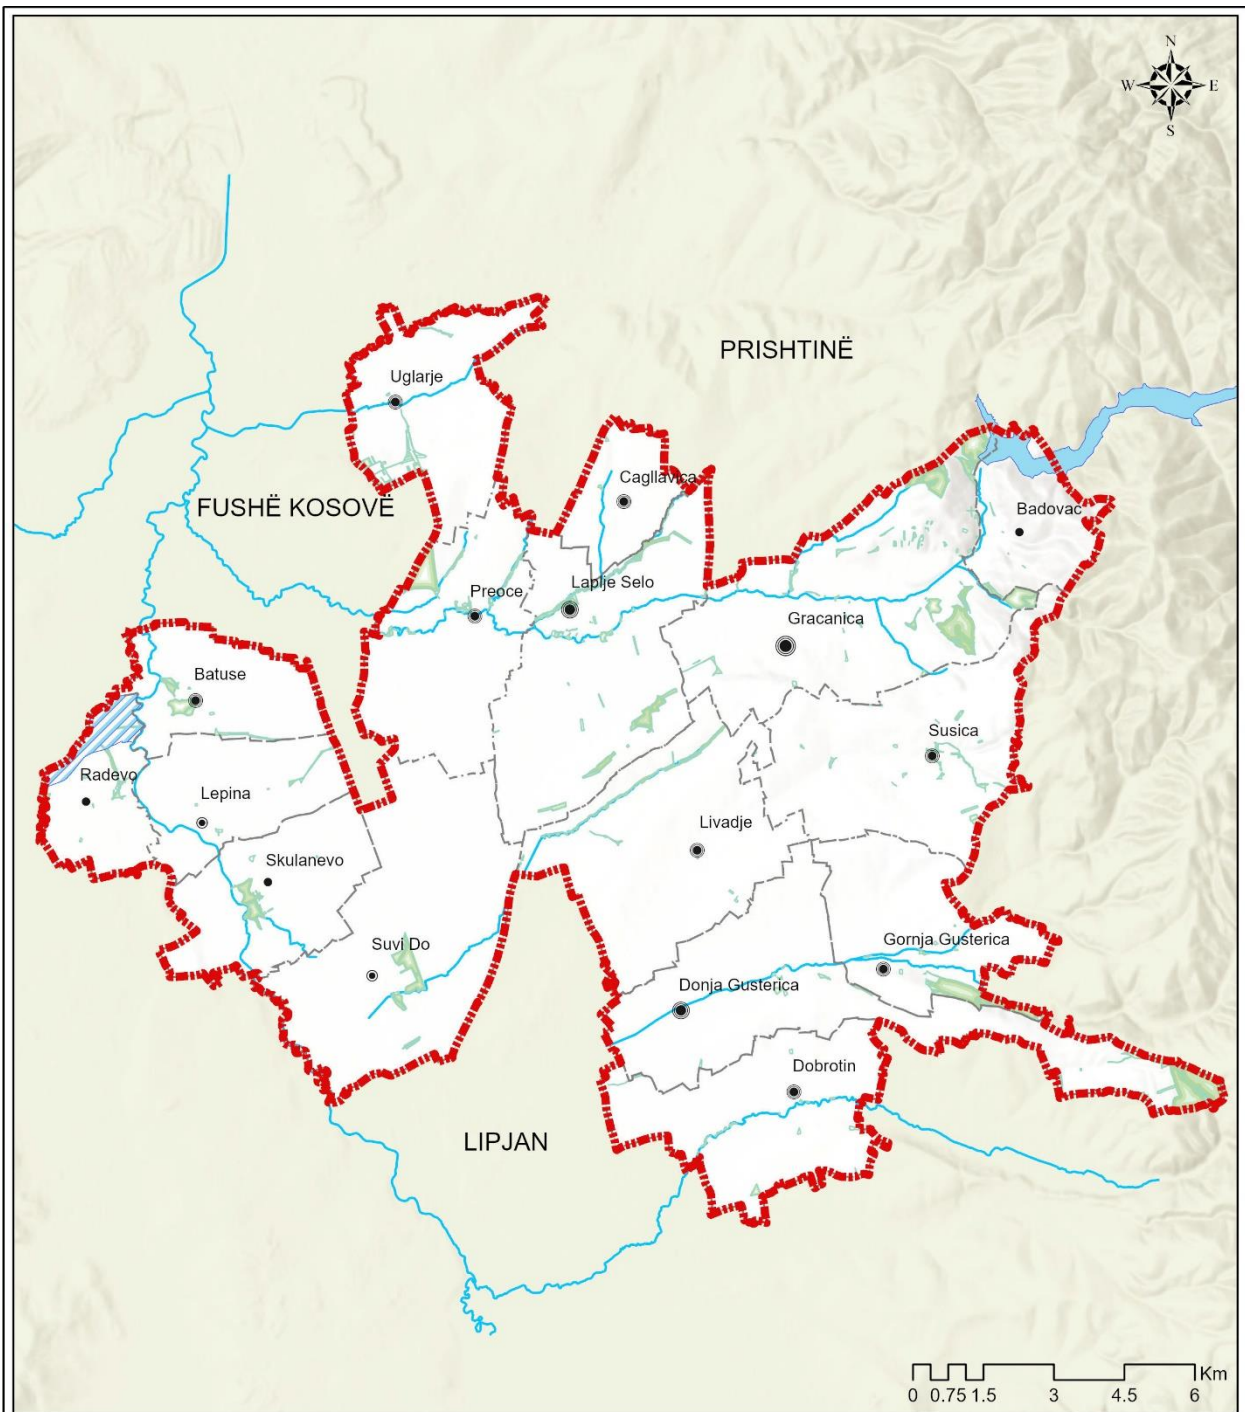 N
W E
S
PRISHTINË
Uglarje
Cagllavica
FUSHË KOSOVË
Badovac
Laplje Selo
Preoce
Gracanica
Batuse
Susica
Radevo
Lepina
Livadje
Skulanevo
Suvi Do
Gornja Gusterica
Donja Gusterica
Dobrotin
LIPJAN
Km
0 0.75 1.5 3 4.5 6